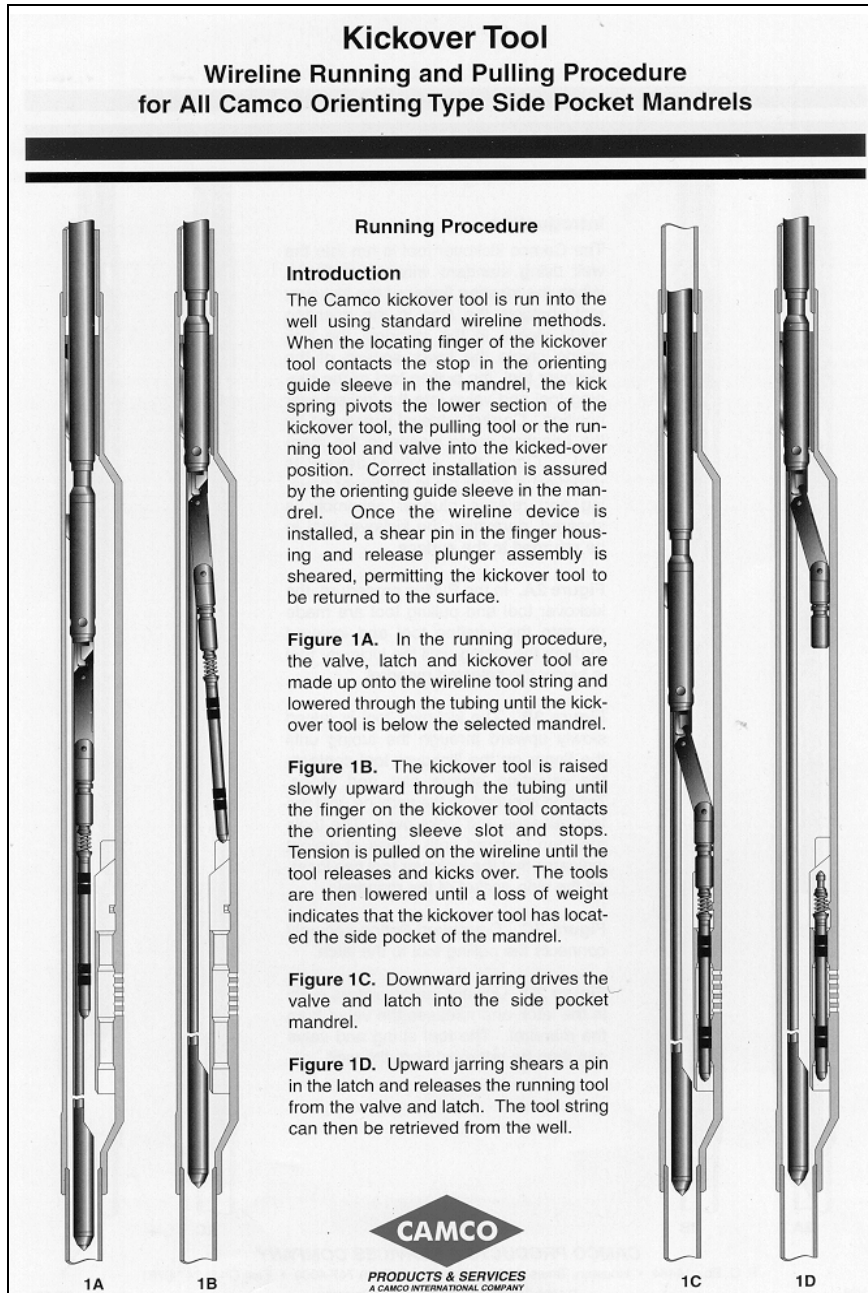 Kickover Tool
Wireline Running and Pulling Procedure
for All Camco Orienting Type Side Pocket Mandrels
Running Procedure
Introduction
The Camco kickover tool is run into the
well using standard wireline methods.
When the locating finger of the kickover
tool contacts the stop in the orienting
guide sleeve in the mandrel, the kick
spring pivots the lower section of the
kickover tool, the pulling tool or the run-
ning tool and valve into the kicked-over
position. Correct installation is assured
by the orienting guide sleeve in the man-
drel. Once the wireline device is
installed, a shear pin in the finger hous-
ing and release plunger assembly is
sheared, permitting the kickover tool to
be returned to the surface.
Figure 1A. In the running procedure,
the valve, latch and kickover tool are
made up onto the wireline tool string and
lowered through the tubing until the kick-
over tool is below the selected mandrel.
Figure 1B. The kickover tool is raised
slowly upward through the tubing until
the finger on the kickover tool contacts
the orienting sleeve slot and stops.
Tension is pulled on the wireline until the
tool releases and kicks over. The tools
are then lowered until a loss of weight
indicates that the kickover tool has locat-
ed the side pocket of the mandrel.
Figure 1C. Downward jarring drives the
valve and latch into the side pocket
mandrel.
Figure 1D. Upward jarring shears a pin
in the latch and releases the running tool
from the valve and latch. The tool string
can then be retrieved from the well.
CAMCO
PRODUCTS & SERVICES
A CAMCO INTERNATIONAL COMPANY
1A
1B
1C
1D